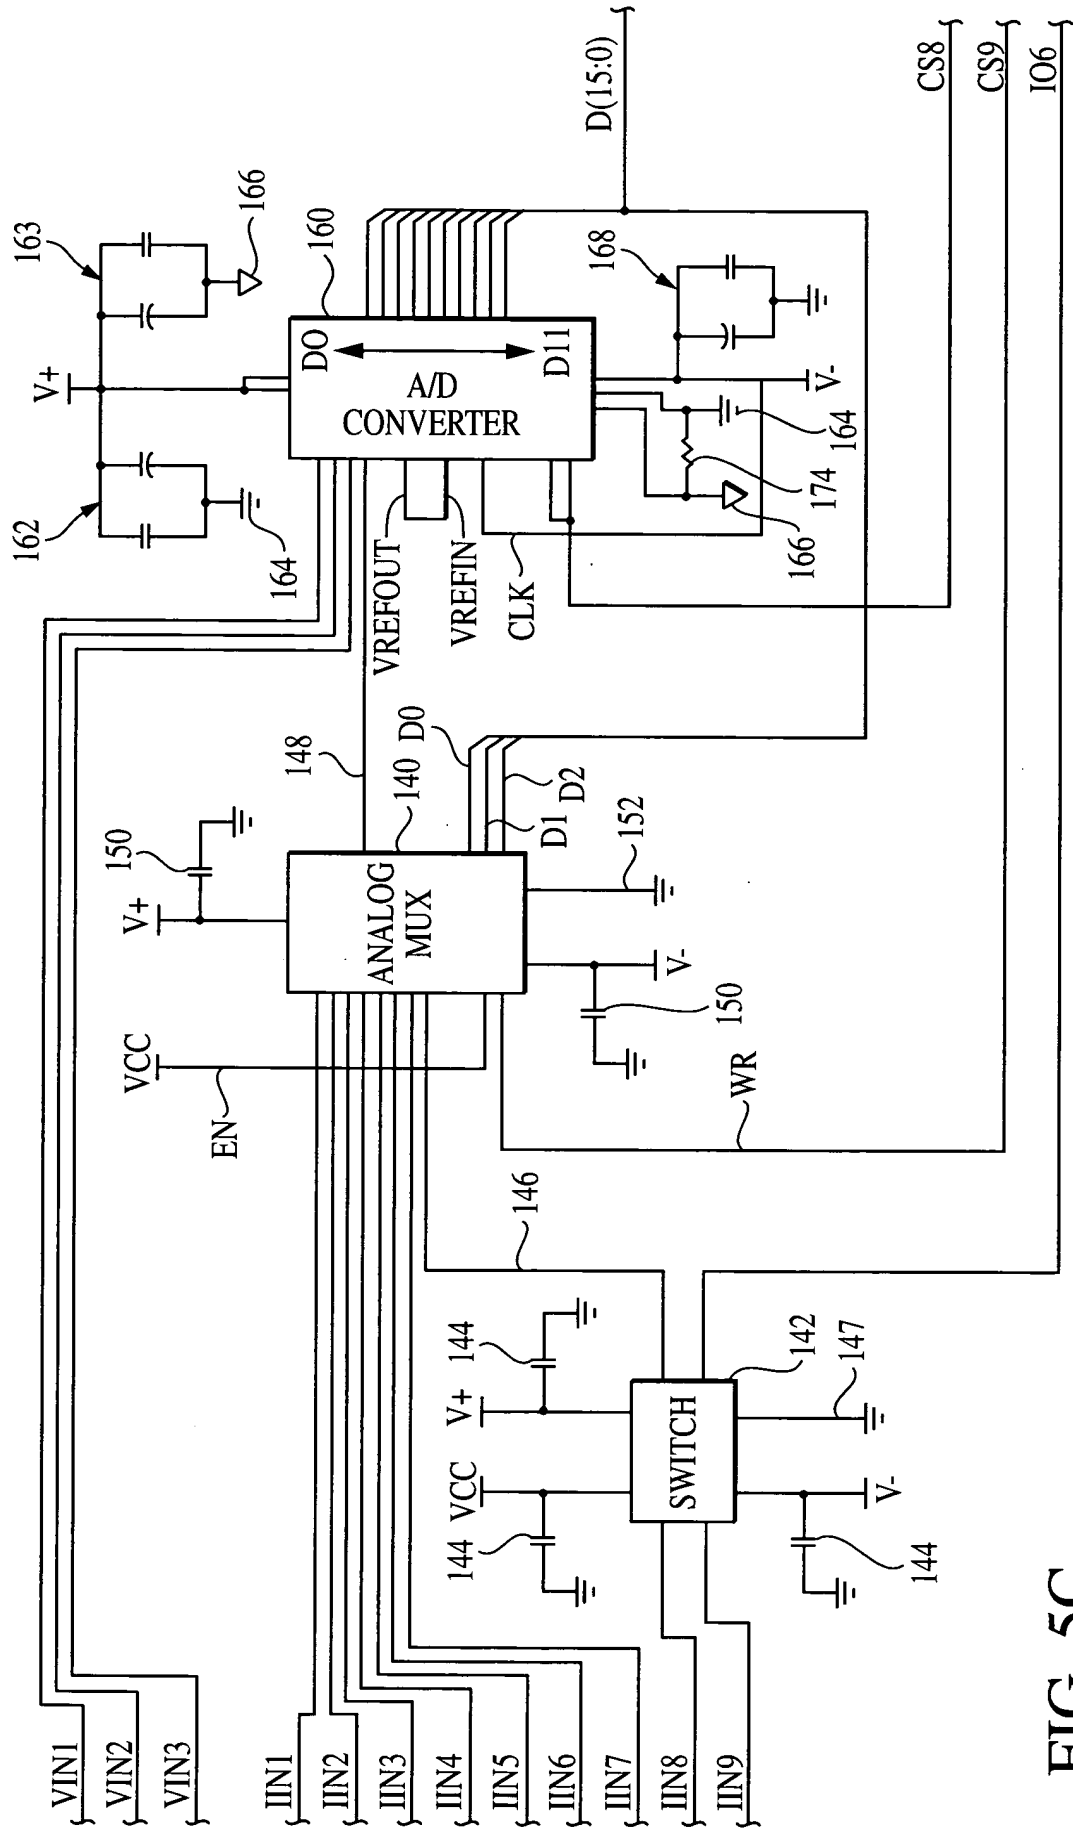 VIN1
VIN2
VIN3
IIN1
IIN2
IIN3
IIN4
IIN5
IIN6
IIN7
IIN8
IIN9
VCC
EN
V+
150
148
ANALOG
MUX
140
D0
D1
D2
152
V-
150
WR
146
144
V+
VCC
144
SWITCH
142
147
V-
144
162
164
V+
163
166
160
DO
A/D
CONVERTER
D11
VREFOUT
VREFIN
CLK
166
174
164
V-
168
D(15:0)
CS8
CS9
IO6
FIG. 5C